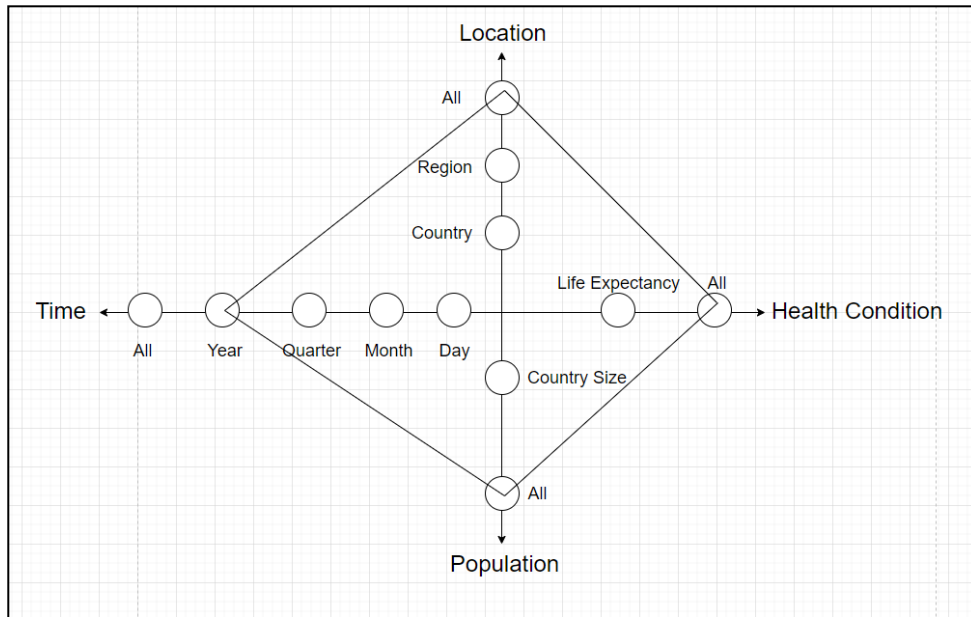 Location
All
Region
Country
Life Expectancy
All
Time
Health Condition
All
Year
Quarter
Month
Day
Country Size
All
Population